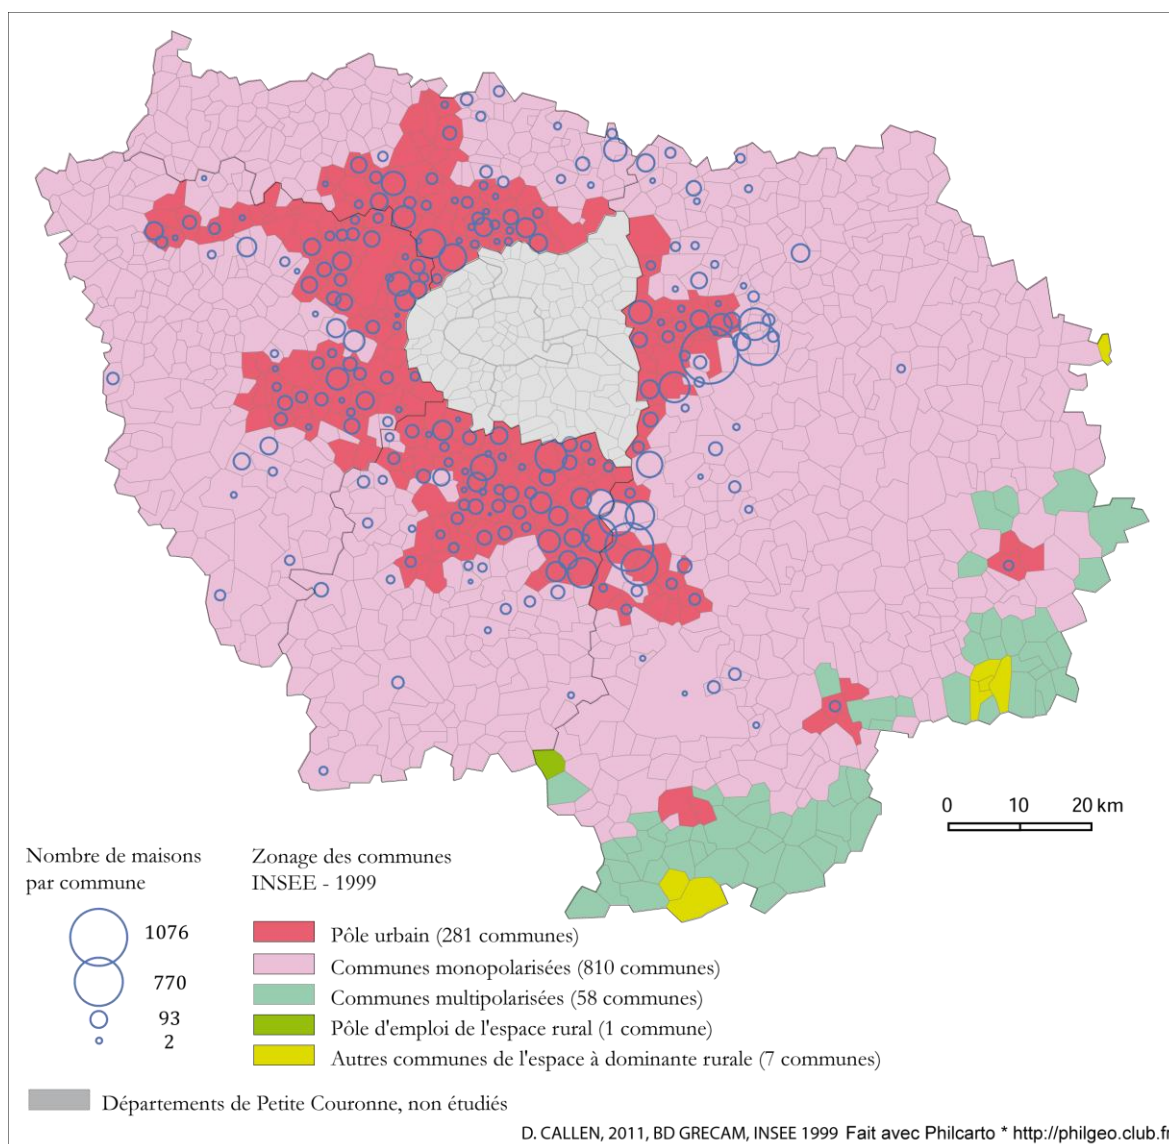 0 10 20 km
Nombre de maisons
par commune
1076
770
93
2
Zonage des communes
INSEE - 1999
Pôle urbain (281 communes)
Communes monopolarisées (810 communes)
Communes multipolarisées (58 communes)
Pôle d'emploi de l'espace rural (1 commune)
Autres communes de l'espace à dominante rurale (7 communes)
Départements de Petite Couronne, non étudiés
D. CALLEN, 2011, BD GRECAM, INSEE 1999 Fait avec Philcarto * http://philgeo.club.fr